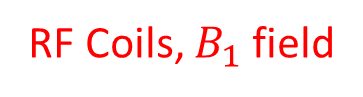 RF Coils, B₁ field